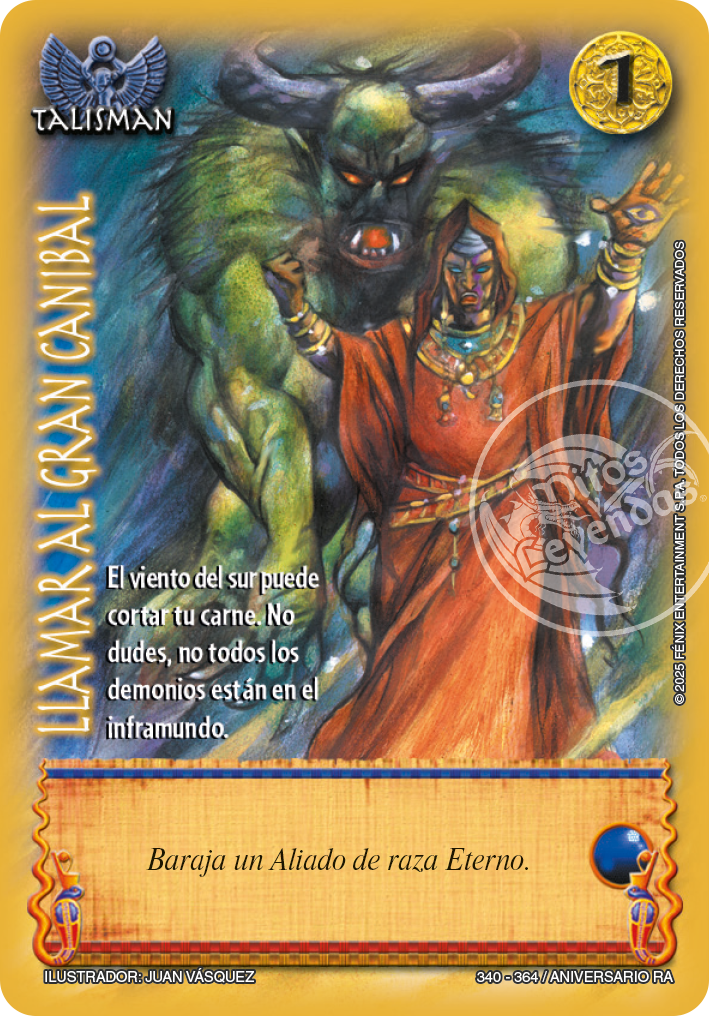 TALISMAN
1
LLAMAR AL GRAN CANIBAL
El viento del sur puede
cortar tu carne. No
dudes, no todos los
demonios están en el
inframundo.
mitos
y
Leyendas
®
© 2025 FÉNIX ENTERTAINMENT S.P.A. TODOS LOS DERECHOS RESERVADOS
Baraja un Aliado de raza Eterno.
ILUSTRADOR: JUAN VÁSQUEZ
340 - 364 / ANIVERSARIO RA